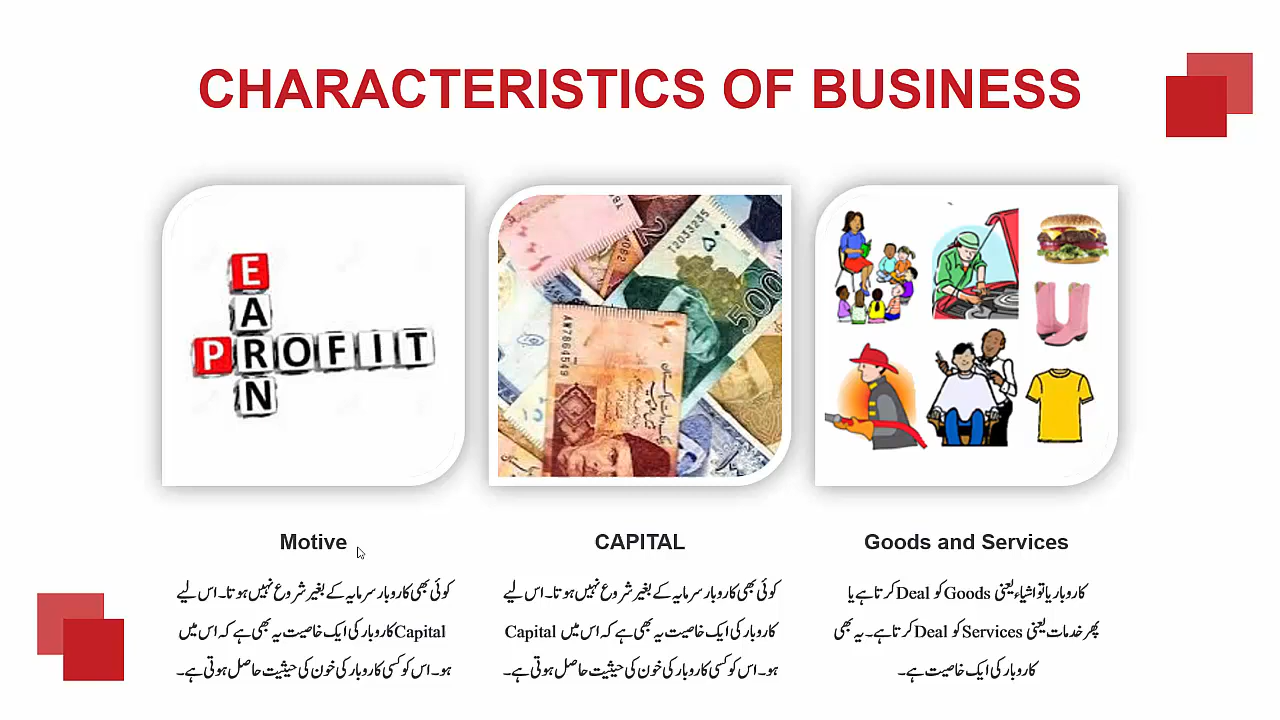 CHARACTERISTICS OF BUSINESS
E
A
PROFIT
N
12013235
500
AW7864549
Motive
کوئی بھی کاروبار سرمایہ کے بغیر شروع نہیں ہوتا۔ اس لیے
کاروبار کی ایک خاصیت یہ بھی ہے کہ اس میں Capital
ہو۔ اس کو کسی کاروبار کی خون کی حیثیت حاصل ہوتی ہے۔
CAPITAL
کوئی بھی کاروبار سرمایہ کے بغیر شروع نہیں ہوتا۔ اس لیے
کاروبار کی ایک خاصیت یہ بھی ہے کہ اس میں Capital
ہو۔ اس کو کسی کاروبار کی خون کی حیثیت حاصل ہوتی ہے۔
Goods and Services
کاروبار یا تو اشیاء یعنی Goods کو Deal کرتا ہے یا
پھر خدمات یعنی Services کو Deal کرتا ہے۔ یہ بھی
کاروبار کی ایک خاصیت ہے۔